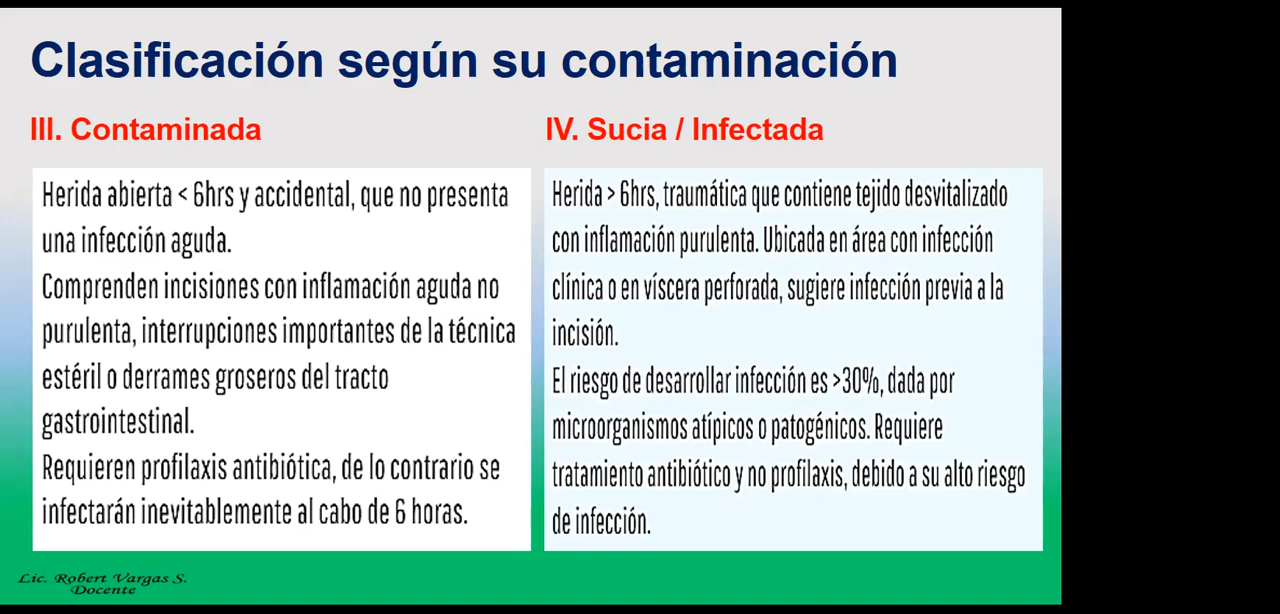 Clasificación según su contaminación
III. Contaminada
Herida abierta < 6hrs y accidental, que no presenta
una infección aguda.
Comprenden incisiones con inflamación aguda no
purulenta, interrupciones importantes de la técnica
estéril o derrames groseros del tracto
gastrointestinal.
Requieren profilaxis antibiótica, de lo contrario se
infectarán inevitablemente al cabo de 6 horas.
IV. Sucia / Infectada
Herida > 6hrs, traumática que contiene tejido desvitalizado
con inflamación purulenta. Ubicada en área con infección
clínica o en víscera perforada, sugiere infección previa a la
incisión.
El riesgo de desarrollar infección es >30%, dada por
microorganismos atípicos o patogénicos. Requiere
tratamiento antibiótico y no profilaxis, debido a su alto riesgo
de infección.
Lic. Robert Vargas S.
Docente